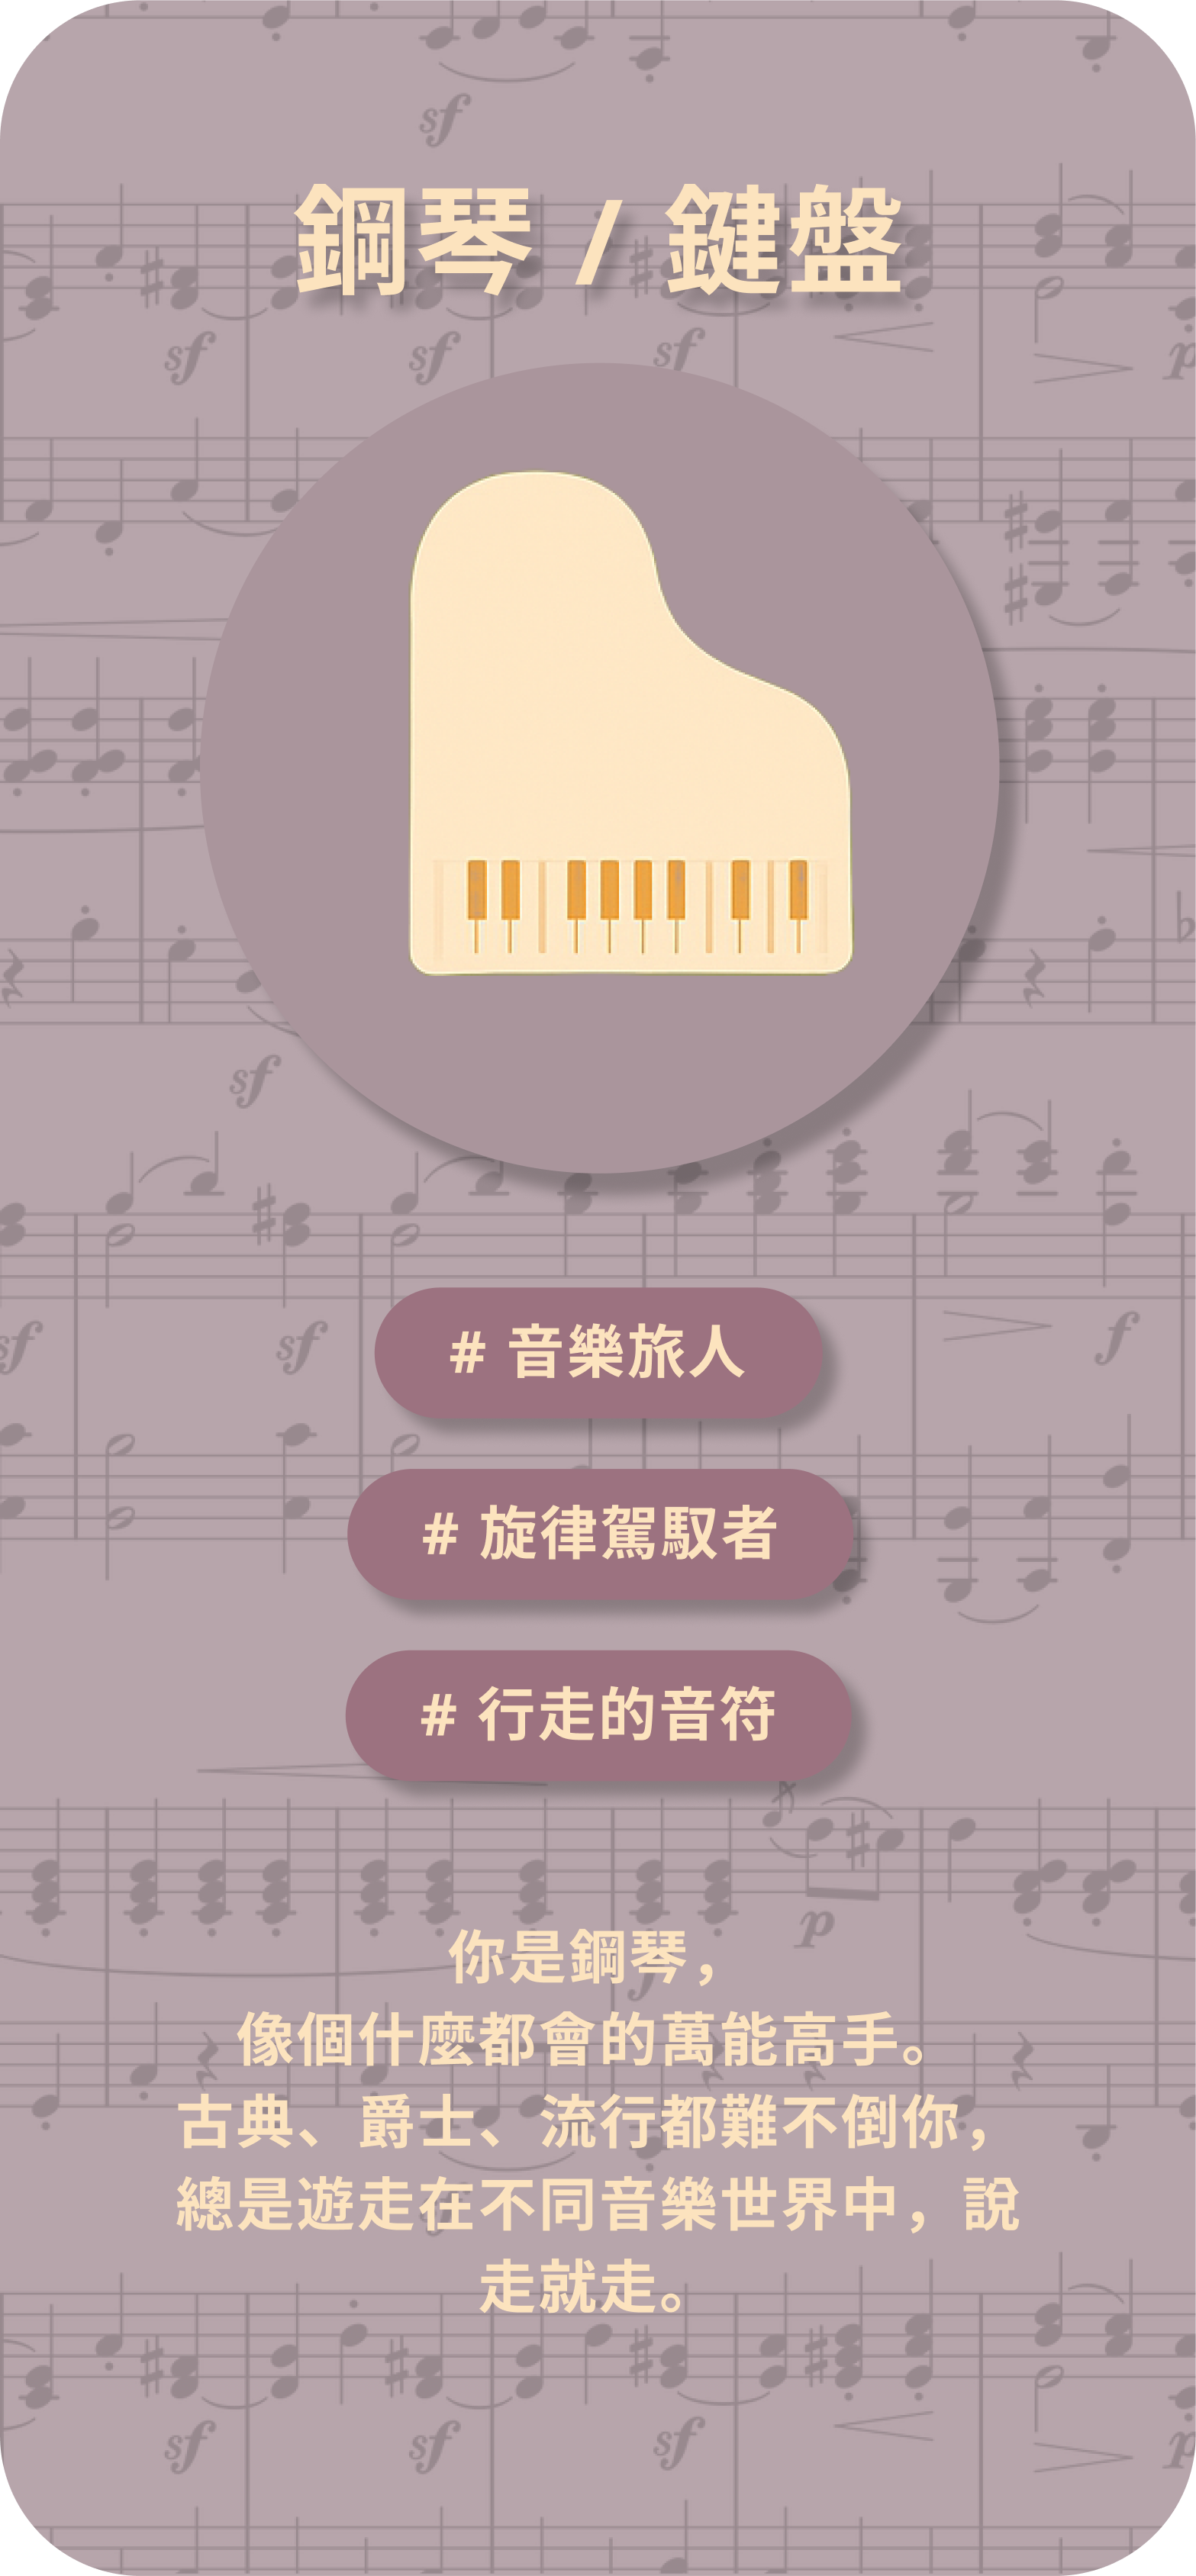 鋼琴 / 鍵盤
# 音樂旅人
# 旋律駕馭者
# 行走的音符
你是鋼琴，
像個什麼都會的萬能高手。
古典、爵士、流行都難不倒你，
總是遊走在不同音樂世界中，說
走就走。